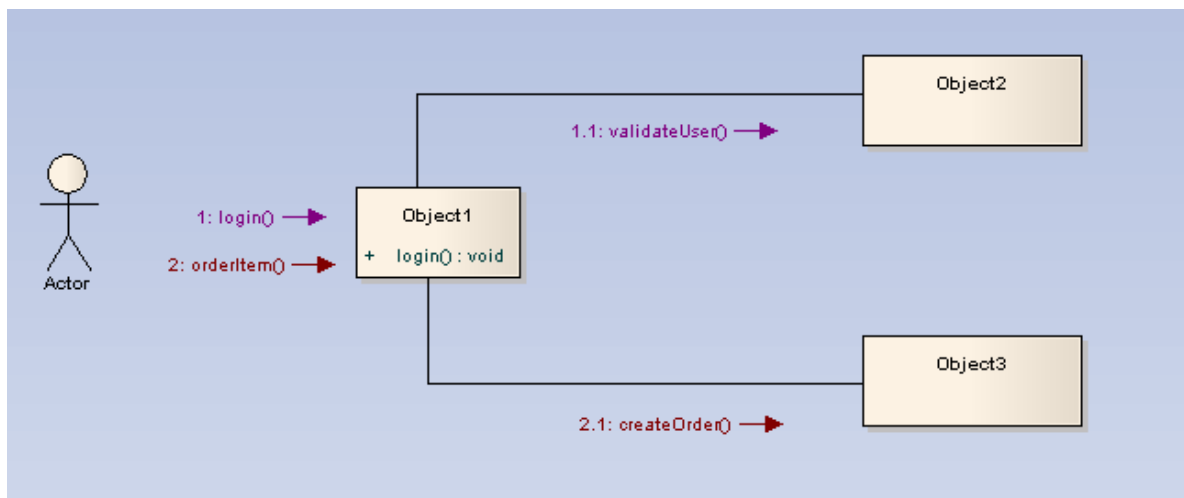 Object2
1.1: validateUser()
1: login()
Object1
+ login() : void
2: orderItem()
Actor
Object3
2.1: createOrder()